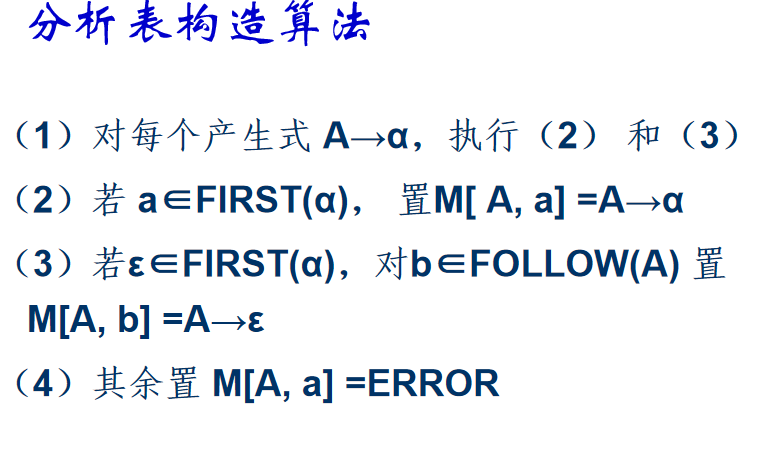 分析表构造算法
（1）对每个产生式 A→α，执行（2） 和（3）
（2）若 a∈FIRST(α)， 置M[ A, a] =A→α
（3）若ε∈FIRST(α)，对b∈FOLLOW(A) 置
M[A, b] =A→ε
（4）其余置 M[A, a] =ERROR